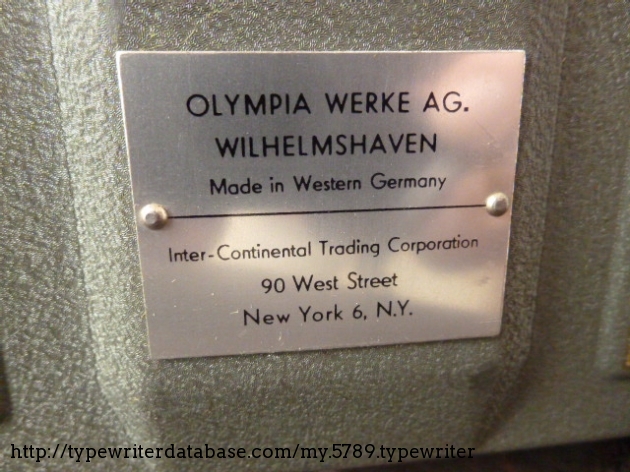 OLYMPIA WERKE AG.
WILHELMSHAVEN
Made in Western Germany
Inter-Continental Trading Corporation
90 West Street
New York 6, N.Y.
http://typewriterdatabase.com/my.5789.typewriter